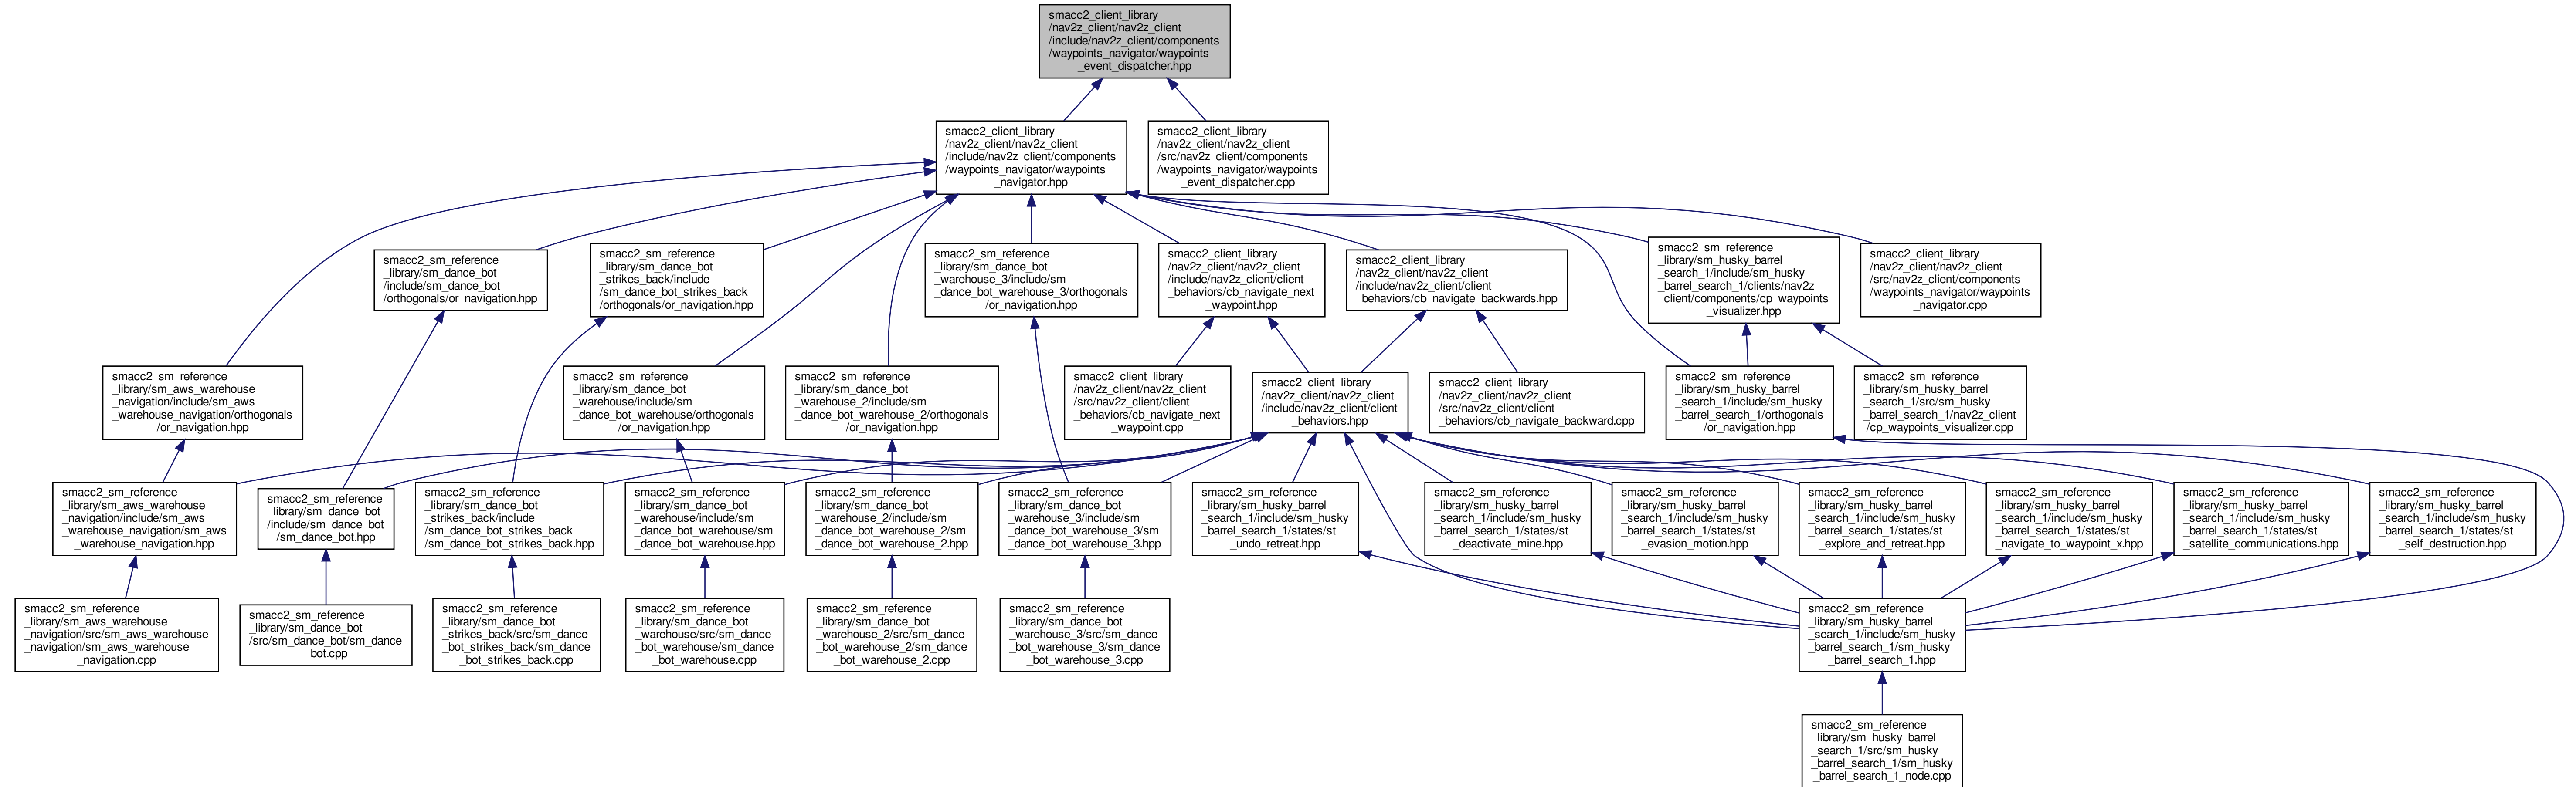 smacc2_client_library
/nav2z_client/nav2z_client
/include/nav2z_client/components
/waypoints_navigator/waypoints
_event_dispatcher.hpp
smacc2_client_library
/nav2z_client/nav2z_client
/include/nav2z_client/components
/waypoints_navigator/waypoints
_navigator.hpp
smacc2_client_library
/nav2z_client/nav2z_client
/src/nav2z_client/components
/waypoints_navigator/waypoints
_event_dispatcher.cpp
smacc2_sm_reference
_library/sm_dance_bot
/include/sm_dance_bot
/orthogonals/or_navigation.hpp
smacc2_sm_reference
_library/sm_dance_bot
_strikes_back/include
/sm_dance_bot_strikes_back
/orthogonals/or_navigation.hpp
smacc2_sm_reference
_library/sm_dance_bot
_warehouse_3/include/sm
_dance_bot_warehouse_3/orthogonals
/or_navigation.hpp
smacc2_client_library
/nav2z_client/nav2z_client
/include/nav2z_client/client
_behaviors/cb_navigate_next
_waypoint.hpp
smacc2_client_library
/nav2z_client/nav2z_client
/include/nav2z_client/client
_behaviors/cb_navigate_backwards.hpp
smacc2_sm_reference
_library/sm_husky_barrel
_search_1/include/sm_husky
_barrel_search_1/clients/nav2z
_client/components/cp_waypoints
_visualizer.hpp
smacc2_client_library
/nav2z_client/nav2z_client
/src/nav2z_client/components
/waypoints_navigator/waypoints
_navigator.cpp
smacc2_sm_reference
_library/sm_aws_warehouse
_navigation/include/sm_aws
_warehouse_navigation/orthogonals
/or_navigation.hpp
smacc2_sm_reference
_library/sm_dance_bot
_warehouse/include/sm
_dance_bot_warehouse/orthogonals
/or_navigation.hpp
smacc2_sm_reference
_library/sm_dance_bot
_warehouse_2/include/sm
_dance_bot_warehouse_2/orthogonals
/or_navigation.hpp
smacc2_client_library
/nav2z_client/nav2z_client
/src/nav2z_client/client
_behaviors/cb_navigate_next
_waypoint.cpp
smacc2_client_library
/nav2z_client/nav2z_client
/include/nav2z_client/client
_behaviors.hpp
smacc2_client_library
/nav2z_client/nav2z_client
/src/nav2z_client/client
_behaviors/cb_navigate_backward.cpp
smacc2_sm_reference
_library/sm_husky_barrel
_search_1/include/sm_husky
_barrel_search_1/orthogonals
/or_navigation.hpp
smacc2_sm_reference
_library/sm_husky_barrel
_search_1/src/sm_husky
_barrel_search_1/nav2z_client
/cp_waypoints_visualizer.cpp
smacc2_sm_reference
_library/sm_aws_warehouse
_navigation/include/sm_aws
_warehouse_navigation/sm_aws
_warehouse_navigation.hpp
smacc2_sm_reference
_library/sm_dance_bot
/include/sm_dance_bot
/sm_dance_bot.hpp
smacc2_sm_reference
_library/sm_dance_bot
_strikes_back/include
/sm_dance_bot_strikes_back
/sm_dance_bot_strikes_back.hpp
smacc2_sm_reference
_library/sm_dance_bot
_warehouse/include/sm
_dance_bot_warehouse/sm
_dance_bot_warehouse.hpp
smacc2_sm_reference
_library/sm_dance_bot
_warehouse_2/include/sm
_dance_bot_warehouse_2/sm
_dance_bot_warehouse_2.hpp
smacc2_sm_reference
_library/sm_dance_bot
_warehouse_3/include/sm
_dance_bot_warehouse_3/sm
_dance_bot_warehouse_3.hpp
smacc2_sm_reference
_library/sm_husky_barrel
_search_1/include/sm_husky
_barrel_search_1/states/st
_undo_retreat.hpp
smacc2_sm_reference
_library/sm_husky_barrel
_search_1/include/sm_husky
_barrel_search_1/states/st
_deactivate_mine.hpp
smacc2_sm_reference
_library/sm_husky_barrel
_search_1/include/sm_husky
_barrel_search_1/states/st
_evasion_motion.hpp
smacc2_sm_reference
_library/sm_husky_barrel
_search_1/include/sm_husky
_barrel_search_1/states/st
_explore_and_retreat.hpp
smacc2_sm_reference
_library/sm_husky_barrel
_search_1/include/sm_husky
_barrel_search_1/states/st
_navigate_to_waypoint_x.hpp
smacc2_sm_reference
_library/sm_husky_barrel
_search_1/include/sm_husky
_barrel_search_1/states/st
_satellite_communications.hpp
smacc2_sm_reference
_library/sm_husky_barrel
_search_1/include/sm_husky
_barrel_search_1/states/st
_self_destruction.hpp
smacc2_sm_reference
_library/sm_aws_warehouse
_navigation/src/sm_aws_warehouse
_navigation/sm_aws_warehouse
_navigation.cpp
smacc2_sm_reference
_library/sm_dance_bot
/src/sm_dance_bot/sm_dance
_bot.cpp
smacc2_sm_reference
_library/sm_dance_bot
_strikes_back/src/sm_dance
_bot_strikes_back/sm_dance
_bot_strikes_back.cpp
smacc2_sm_reference
_library/sm_dance_bot
_warehouse/src/sm_dance
_bot_warehouse/sm_dance
_bot_warehouse.cpp
smacc2_sm_reference
_library/sm_dance_bot
_warehouse_2/src/sm_dance
_bot_warehouse_2/sm_dance
_bot_warehouse_2.cpp
smacc2_sm_reference
_library/sm_dance_bot
_warehouse_3/src/sm_dance
_bot_warehouse_3/sm_dance
_bot_warehouse_3.cpp
smacc2_sm_reference
_library/sm_husky_barrel
_search_1/include/sm_husky
_barrel_search_1/sm_husky
_barrel_search_1.hpp
smacc2_sm_reference
_library/sm_husky_barrel
_search_1/src/sm_husky
_barrel_search_1/sm_husky
_barrel_search_1_node.cpp